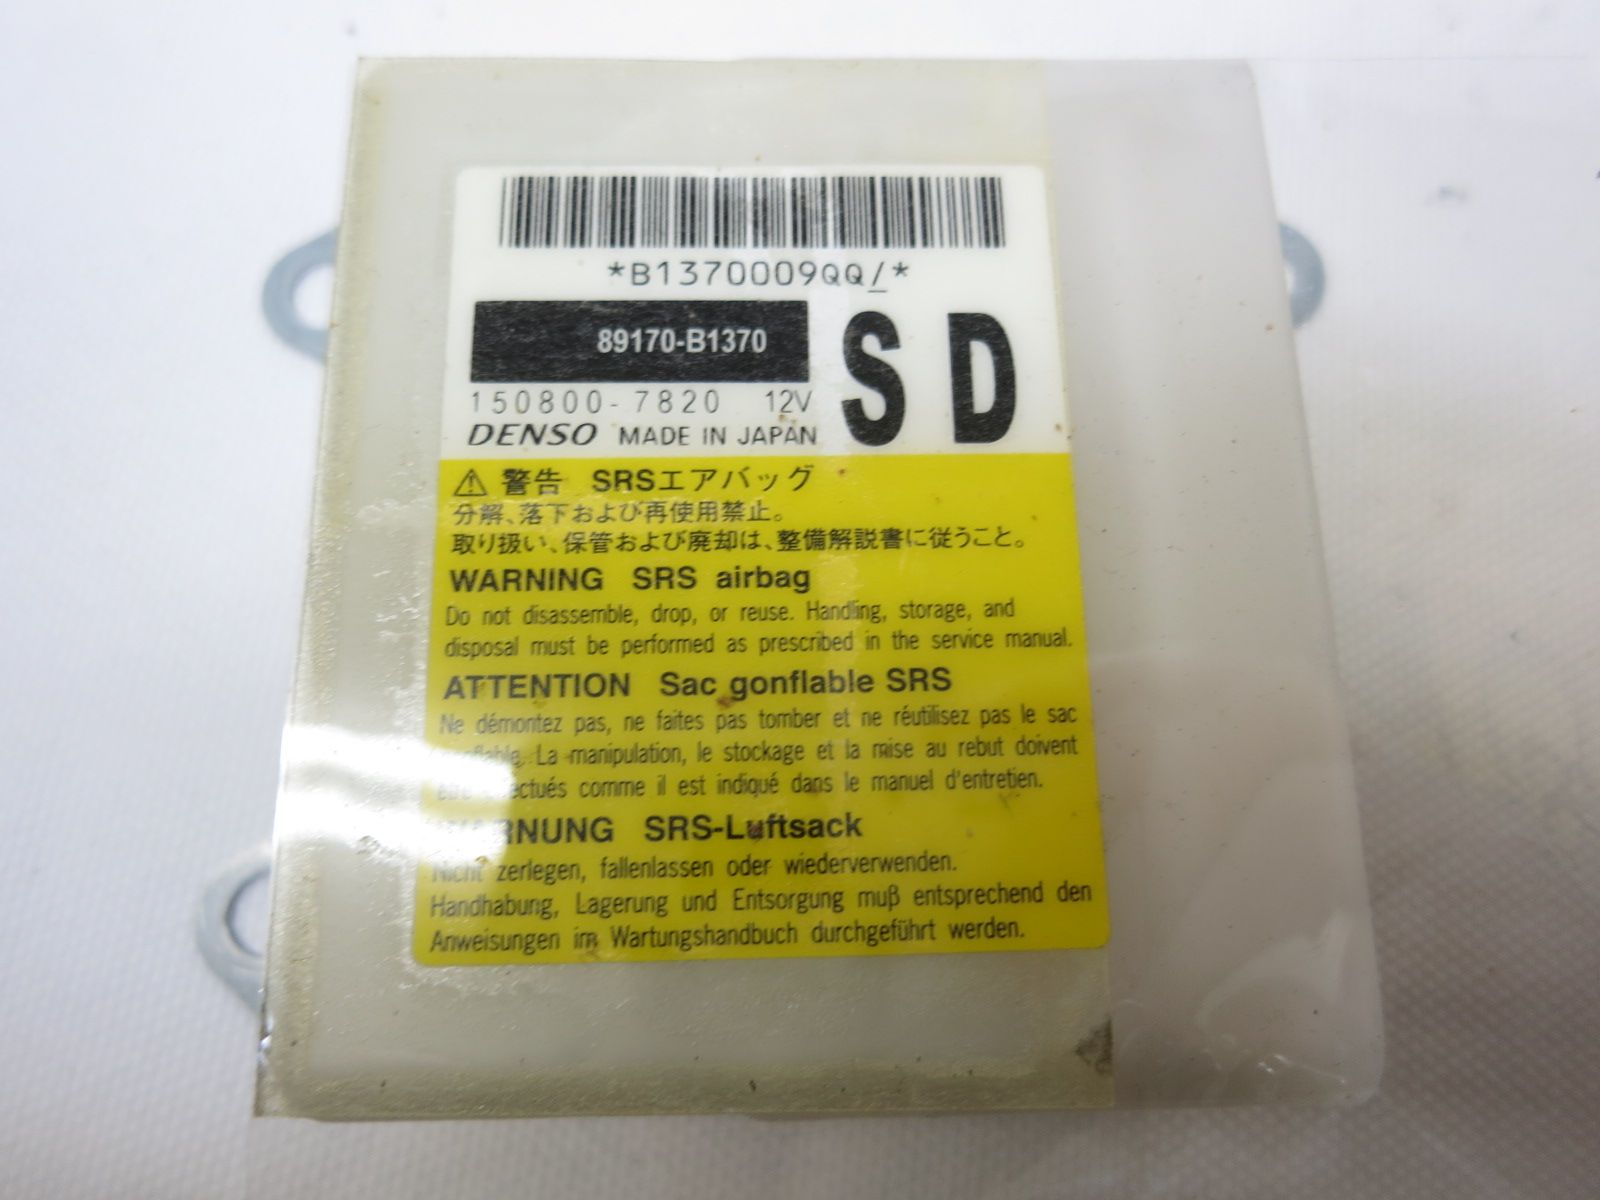 *B1370009QQ/*
89170-B1370
S D
150800-7820 12V
DENSO MADE IN JAPAN
⚠ 警告 SRSエアバッグ
分解、落下および再使用禁止。
取り扱い、保管および廃却は、整備解説書に従うこと。
WARNING SRS airbag
Do not disassemble, drop, or reuse. Handling, storage, and
disposal must be performed as prescribed in the service manual.
ATTENTION Sac gonflable SRS
Ne démontez pas, ne faites pas tomber et ne réutilisez pas le sac
gonflable. La manipulation, le stockage et la mise au rebut doivent
être effectués comme il est indiqué dans le manuel d'entretien.
WARNUNG SRS-Luftsack
Nicht zerlegen, fallenlassen oder wiederverwenden.
Handhabung, Lagerung und Entsorgung muß entsprechend den
Anweisungen im Wartungshandbuch durchgeführt werden.